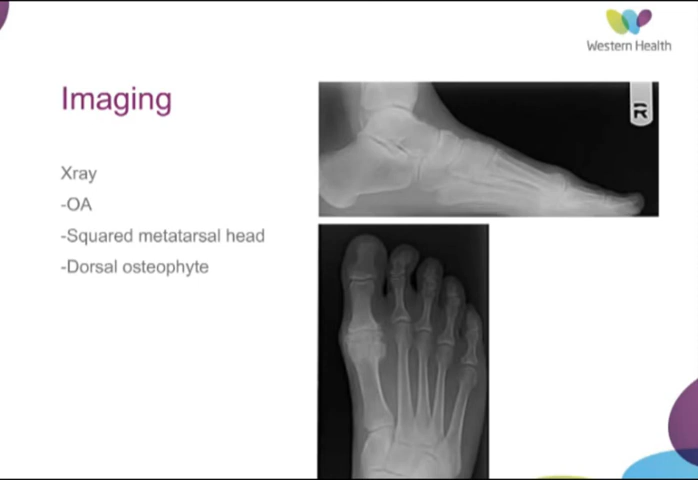 Western Health
Imaging
R
Xray
-OA
-Squared metatarsal head
-Dorsal osteophyte